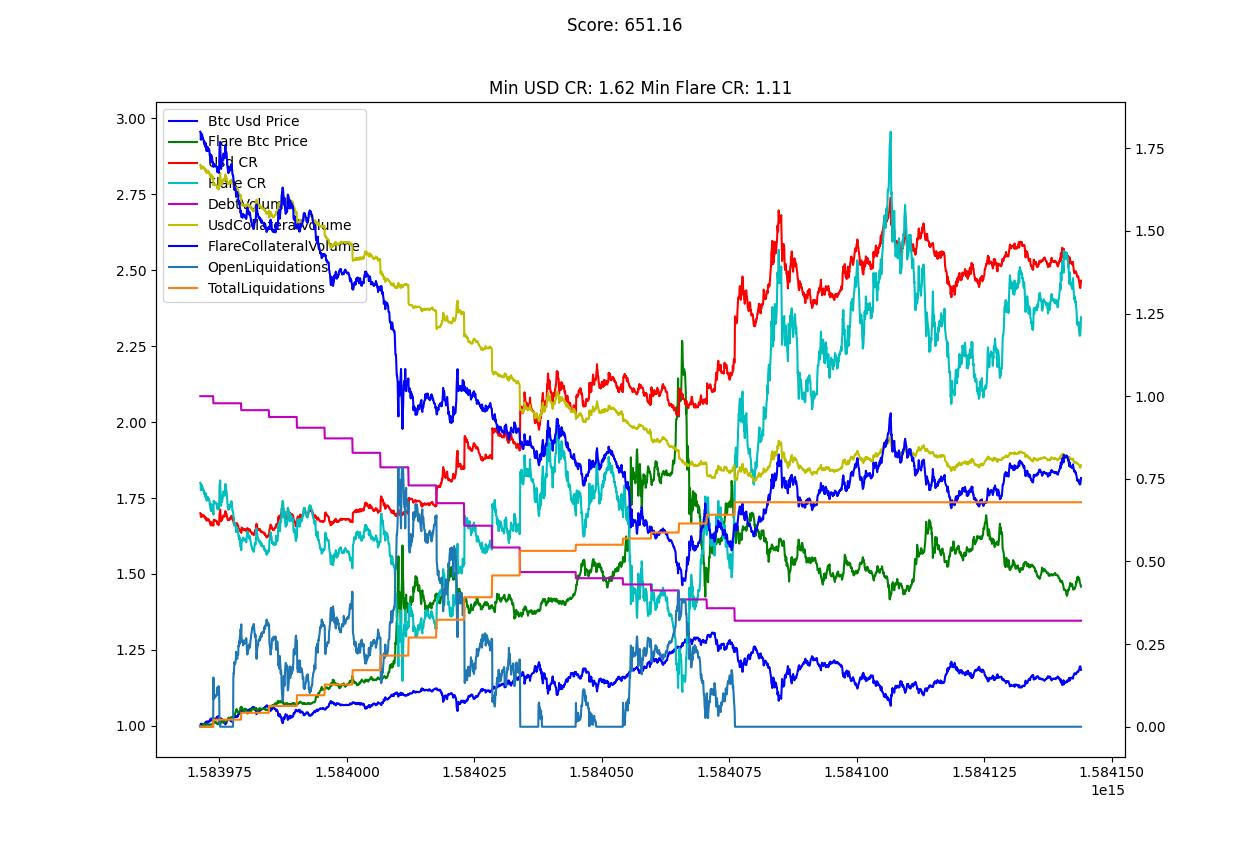 Score: 651.16
Min USD CR: 1.62 Min Flare CR: 1.11
Btc Usd Price
Flare Btc Price
Usd CR
Flare CR
DebtVolume
UsdCollateralVolume
FlareCollateralVolume
OpenLiquidations
TotalLiquidations
3.00
2.75
2.50
2.25
2.00
1.75
1.50
1.25
1.00
1.75
1.50
1.25
1.00
0.75
0.50
0.25
0.00
1.583975
1.584000
1.584025
1.584050
1.584075
1.584100
1.584125
1.584150
1e15